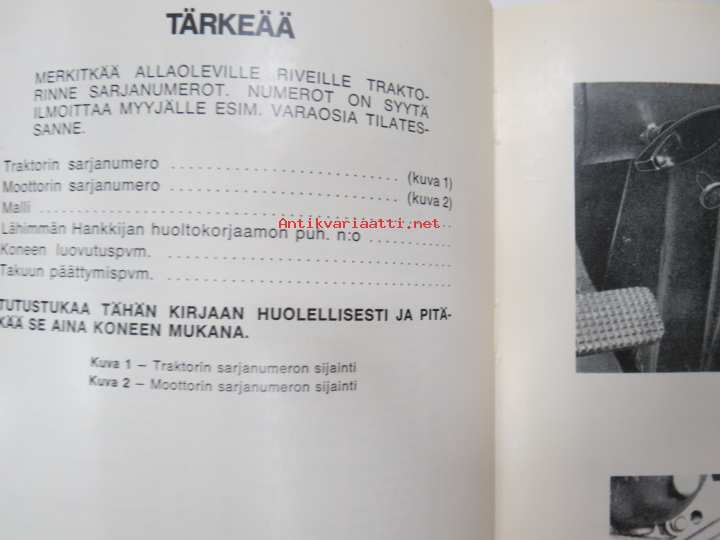 TÄRKEÄÄ
MERKITKÄÄ ALLAOLEVILLE RIVEILLE TRAKTO-
RINNE SARJANUMEROT. NUMEROT ON SYYTÄ
ILMOITTAA MYYJÄLLE ESIM. VARAOSIA TILATES-
SANNE.
Traktorin sarjanumero .............................. (kuva 1)
Moottorin sarjanumero .............................. (kuva 2)
Malli ..............................
Antikvariaatti.net
Lähimmän Hankkijan huoltokorjaamon puh. n:o ..........
Koneen luovutuspvm. ..............................
Takuun päättymispvm. ..............................
TUTUSTUKAA TÄHÄN KIRJAAN HUOLELLISESTI JA PITÄ-
KÄÄ SE AINA KONEEN MUKANA.
Kuva 1 – Traktorin sarjanumeron sijainti
Kuva 2 – Moottorin sarjanumeron sijainti